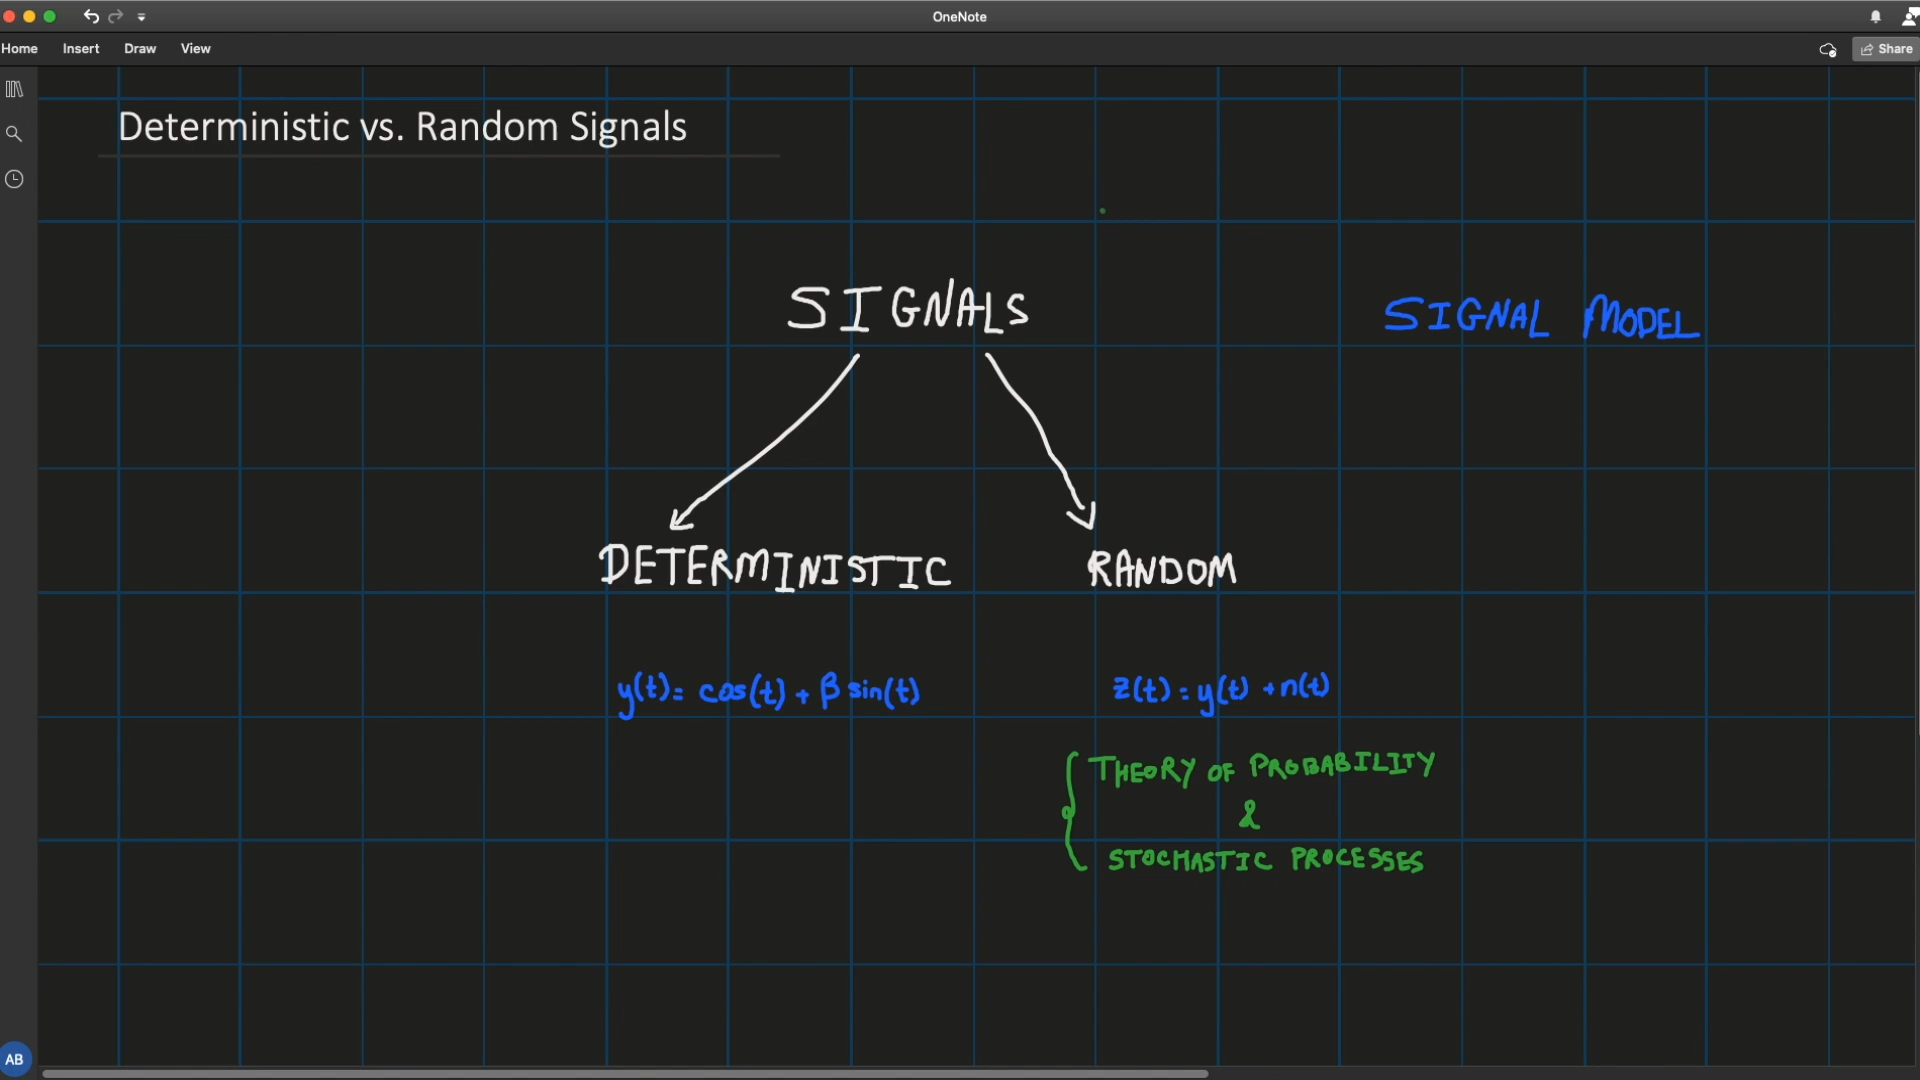 OneNote
Home Insert Draw View
Share
Deterministic vs. Random Signals
SIGNALS
SIGNAL MODEL
DETERMINISTIC
RANDOM
y(t) = cos(t) + β sin(t)
z(t) = y(t) + n(t)
THEORY OF PROBABILITY
&
STOCHASTIC PROCESSES
AB